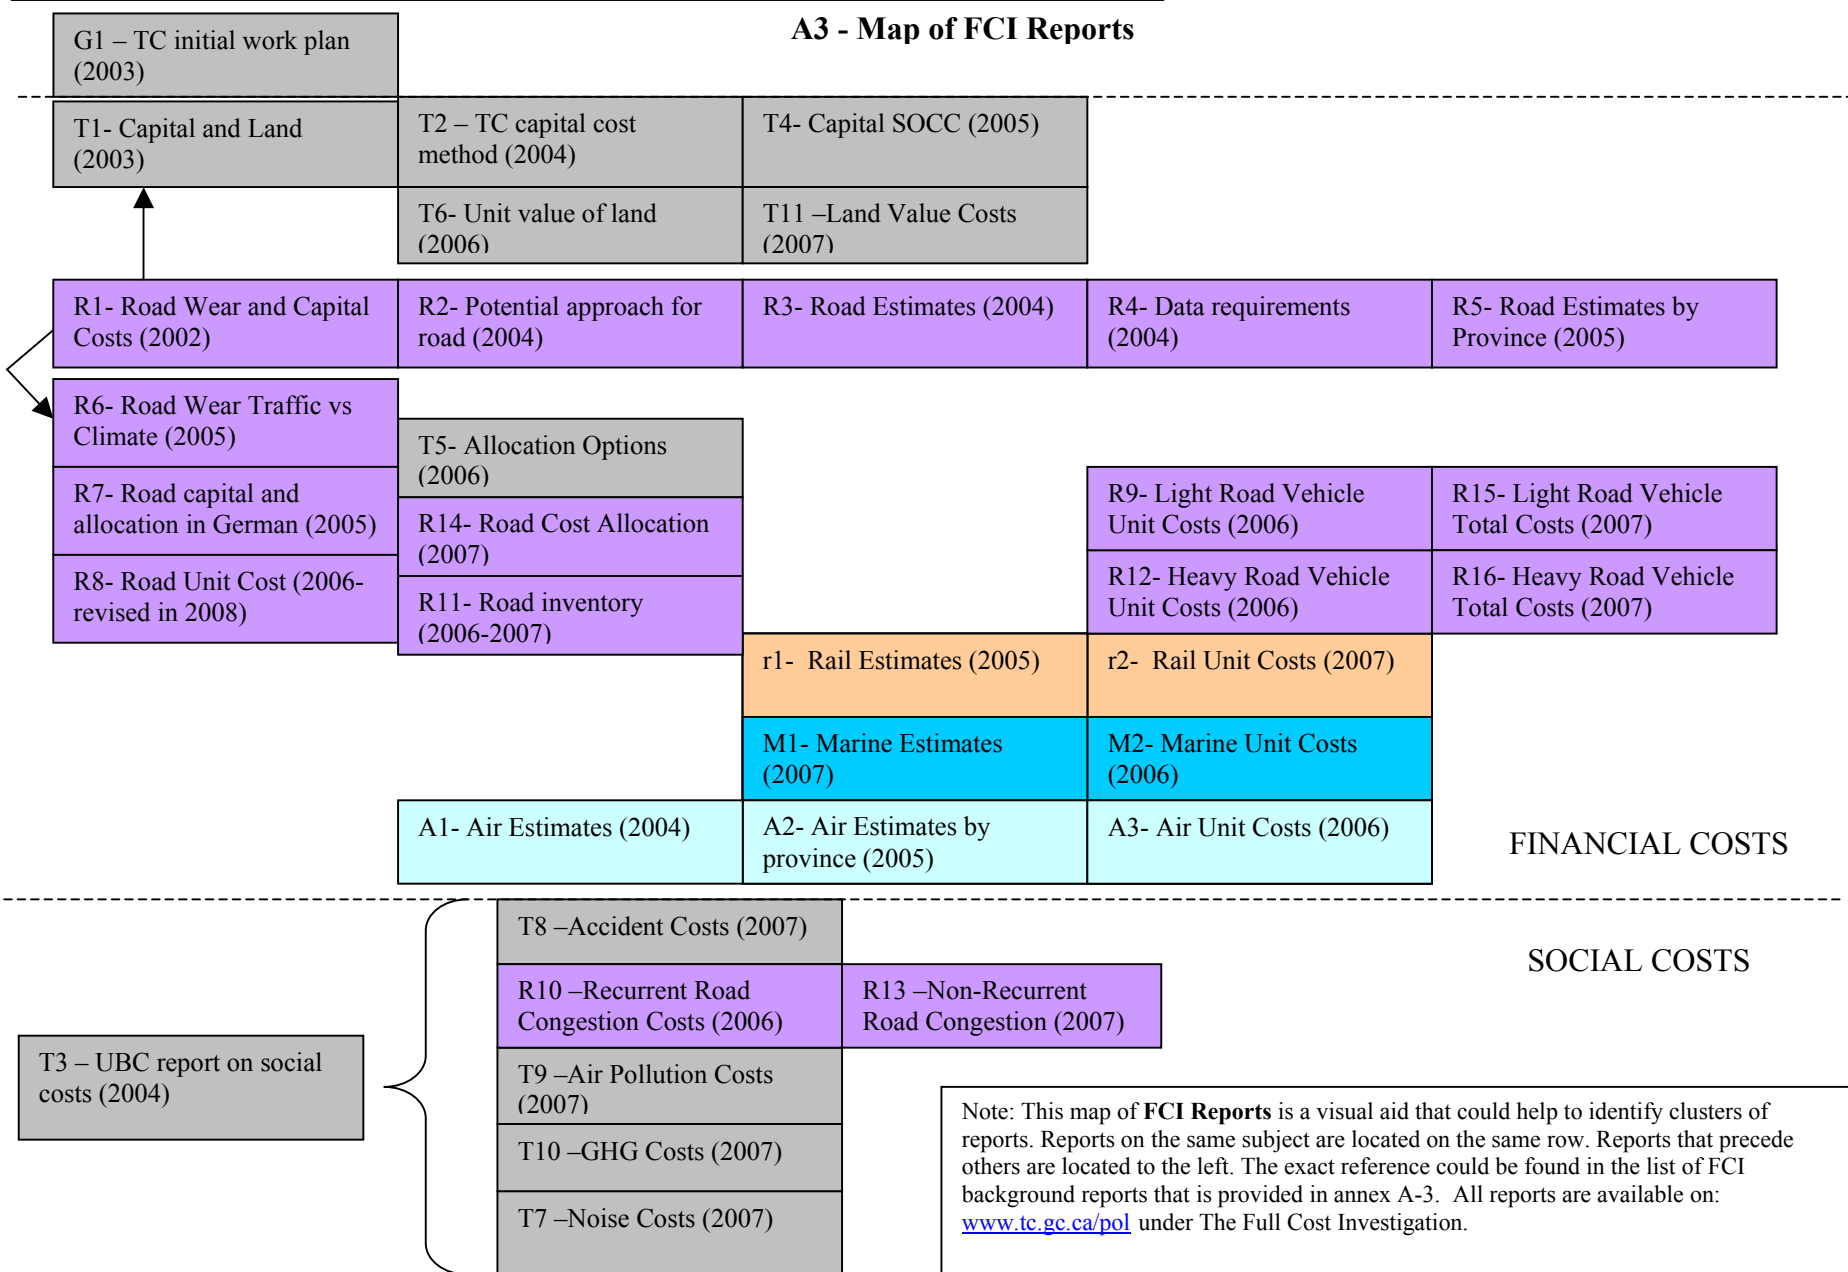 A3 - Map of FCI Reports
G1 – TC initial work plan
(2003)
T1- Capital and Land
(2003)
T2 – TC capital cost
method (2004)
T4- Capital SOCC (2005)
T6- Unit value of land
(2006)
T11 –Land Value Costs
(2007)
R1- Road Wear and Capital
Costs (2002)
R2- Potential approach for
road (2004)
R3- Road Estimates (2004)
R4- Data requirements
(2004)
R5- Road Estimates by
Province (2005)
R6- Road Wear Traffic vs
Climate (2005)
T5- Allocation Options
(2006)
R7- Road capital and
allocation in German (2005)
R14- Road Cost Allocation
(2007)
R9- Light Road Vehicle
Unit Costs (2006)
R15- Light Road Vehicle
Total Costs (2007)
R8- Road Unit Cost (2006-
revised in 2008)
R11- Road inventory
(2006-2007)
R12- Heavy Road Vehicle
Unit Costs (2006)
R16- Heavy Road Vehicle
Total Costs (2007)
r1-  Rail Estimates (2005)
r2-  Rail Unit Costs (2007)
M1- Marine Estimates
(2007)
M2- Marine Unit Costs
(2006)
A1- Air Estimates (2004)
A2- Air Estimates by
province (2005)
A3- Air Unit Costs (2006)
FINANCIAL COSTS
T8 –Accident Costs (2007)
SOCIAL COSTS
R10 –Recurrent Road
Congestion Costs (2006)
R13 –Non-Recurrent
Road Congestion (2007)
T3 – UBC report on social
costs (2004)
T9 –Air Pollution Costs
(2007)
T10 –GHG Costs (2007)
T7 –Noise Costs (2007)
Note: This map of FCI Reports is a visual aid that could help to identify clusters of
reports. Reports on the same subject are located on the same row. Reports that precede
others are located to the left. The exact reference could be found in the list of FCI
background reports that is provided in annex A-3.  All reports are available on:
www.tc.gc.ca/pol under The Full Cost Investigation.